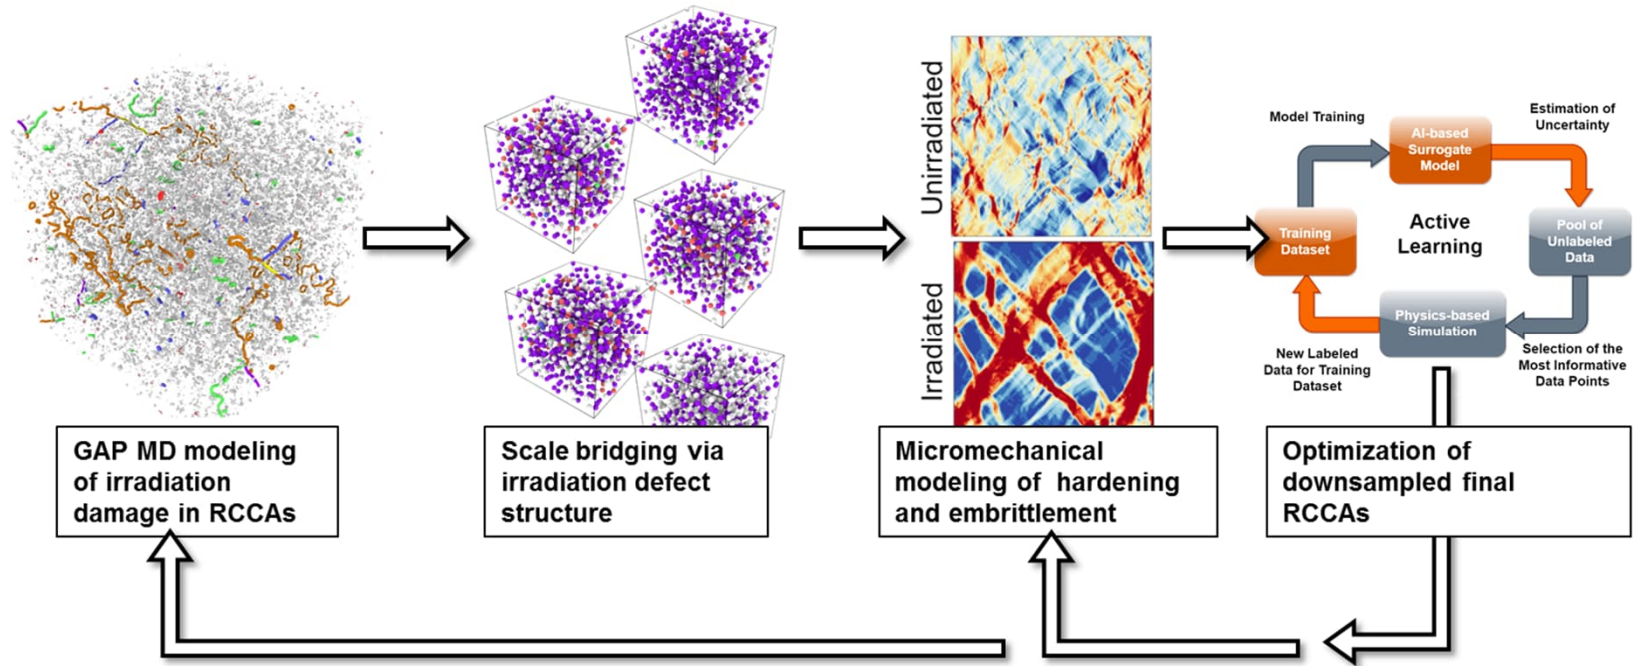 Unirradiated
Irradiated
Model Training
Estimation of
Uncertainty
AI-based
Surrogate
Model
Training
Dataset
Active
Learning
Pool of
Unlabeled
Data
Physics-based
Simulation
New Labeled
Data for Training
Dataset
Selection of the
Most Informative
Data Points
GAP MD modeling
of irradiation
damage in RCCAs
Scale bridging via
irradiation defect
structure
Micromechanical
modeling of hardening
and embrittlement
Optimization of
downsampled final
RCCAs